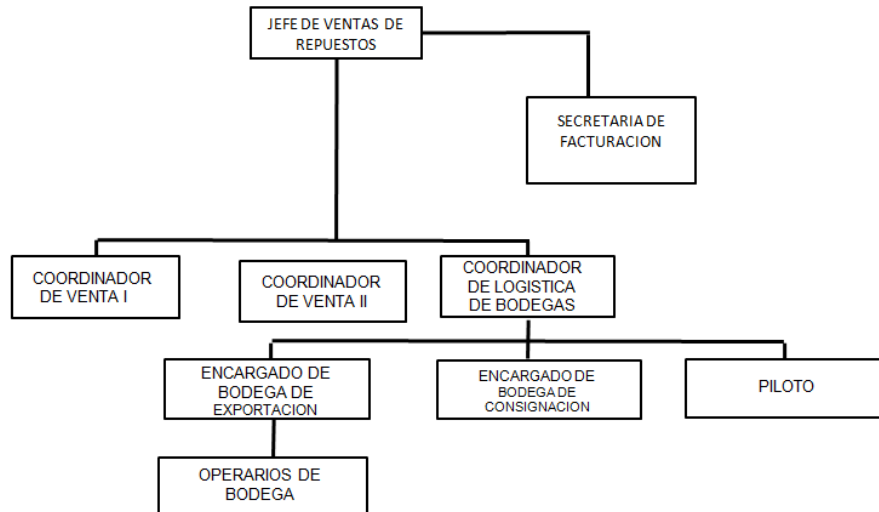 JEFE DE VENTAS DE
REPUESTOS
SECRETARIA DE
FACTURACION
COORDINADOR
DE VENTA I
COORDINADOR
DE VENTA II
COORDINADOR
DE LOGISTICA
DE BODEGAS
ENCARGADO DE
BODEGA DE
EXPORTACION
ENCARGADO DE
BODEGA DE
CONSIGNACION
PILOTO
OPERARIOS DE
BODEGA